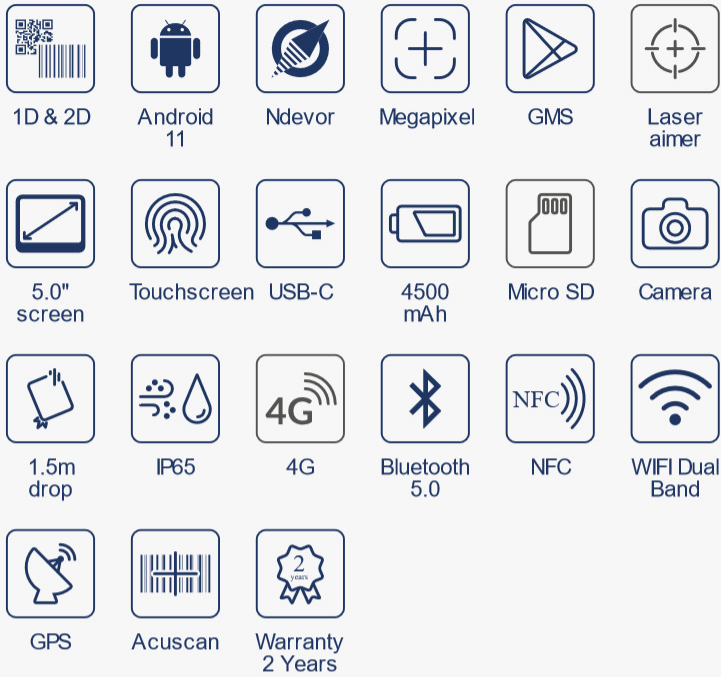 1D & 2D
Android
11
Ndevor
Megapixel
GMS
Laser
aimer
5.0"
screen
Touchscreen
USB-C
4500
mAh
Micro SD
Camera
1.5m
drop
IP65
4G
4G
Bluetooth
5.0
NFC
NFC
WIFI Dual
Band
GPS
Acuscan
2
years
Warranty
2 Years